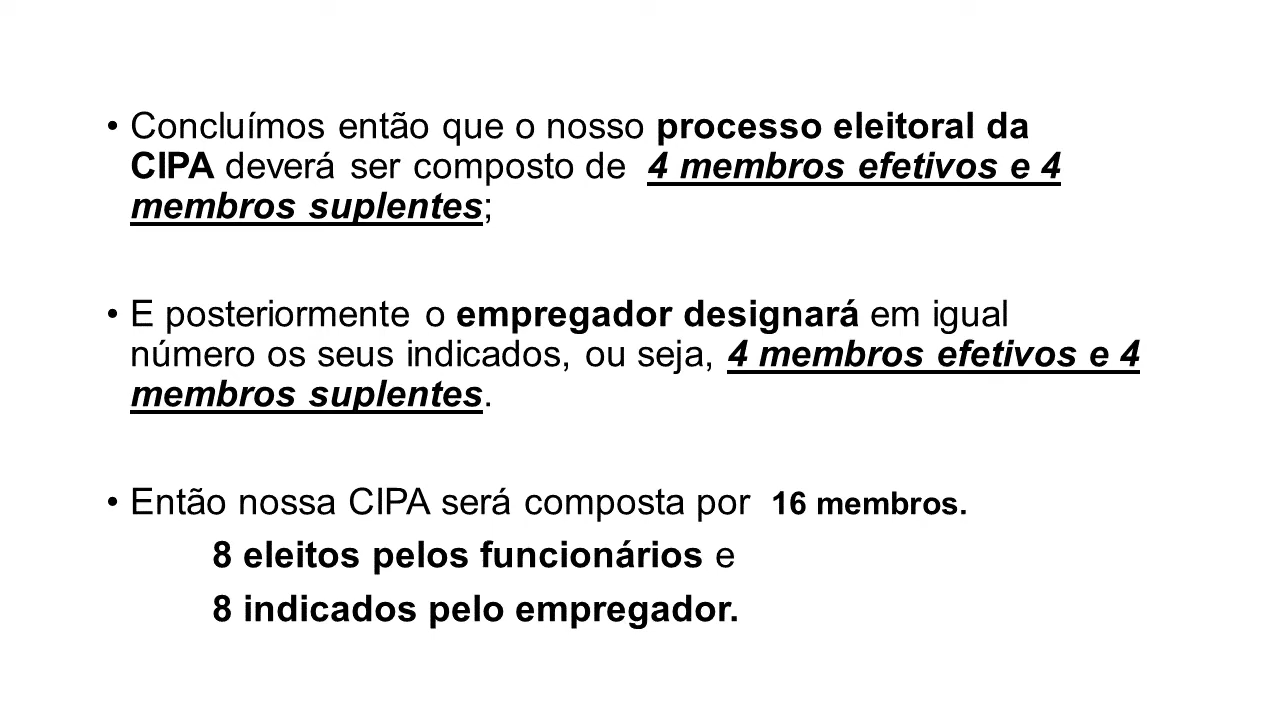 • Concluímos então que o nosso processo eleitoral da
CIPA deverá ser composto de 4 membros efetivos e 4
membros suplentes;
• E posteriormente o empregador designará em igual
número os seus indicados, ou seja, 4 membros efetivos e 4
membros suplentes.
• Então nossa CIPA será composta por 16 membros.
8 eleitos pelos funcionários e
8 indicados pelo empregador.